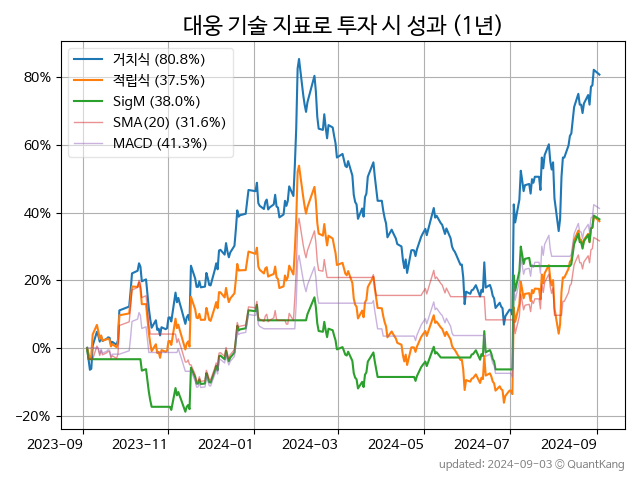 대웅 기술 지표로 투자 시 성과 (1년)
거치식 (80.8%)
적립식 (37.5%)
SigM (38.0%)
SMA(20) (31.6%)
MACD (41.3%)
80%
60%
40%
20%
0%
−20%
2023-09 2023-11 2024-01 2024-03 2024-05 2024-07 2024-09
updated: 2024-09-03 © QuantKang